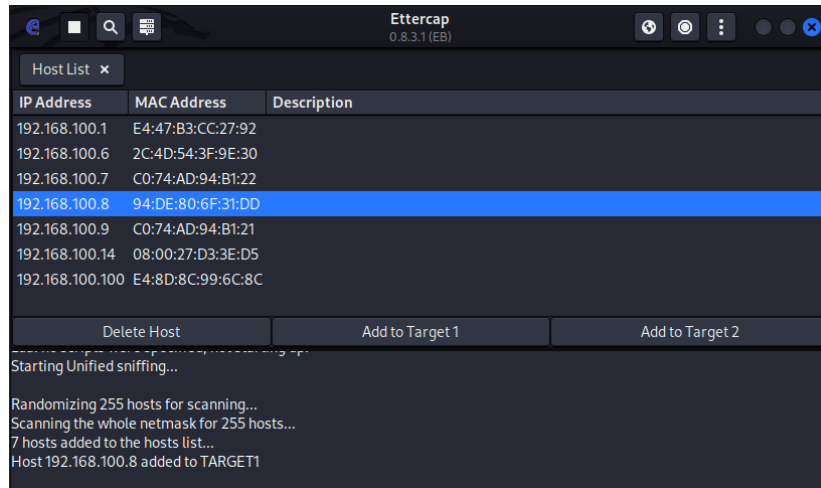 Ettercap
0.8.3.1 (EB)
Host List ×
IP Address MAC Address Description
192.168.100.1 E4:47:B3:CC:27:92
192.168.100.6 2C:4D:54:3F:9E:30
192.168.100.7 C0:74:AD:94:B1:22
192.168.100.8 94:DE:80:6F:31:DD
192.168.100.9 C0:74:AD:94:B1:21
192.168.100.14 08:00:27:D3:3E:D5
192.168.100.100 E4:8D:8C:99:6C:8C
Delete Host Add to Target 1 Add to Target 2
Starting Unified sniffing...
Randomizing 255 hosts for scanning...
Scanning the whole netmask for 255 hosts...
7 hosts added to the hosts list...
Host 192.168.100.8 added to TARGET1